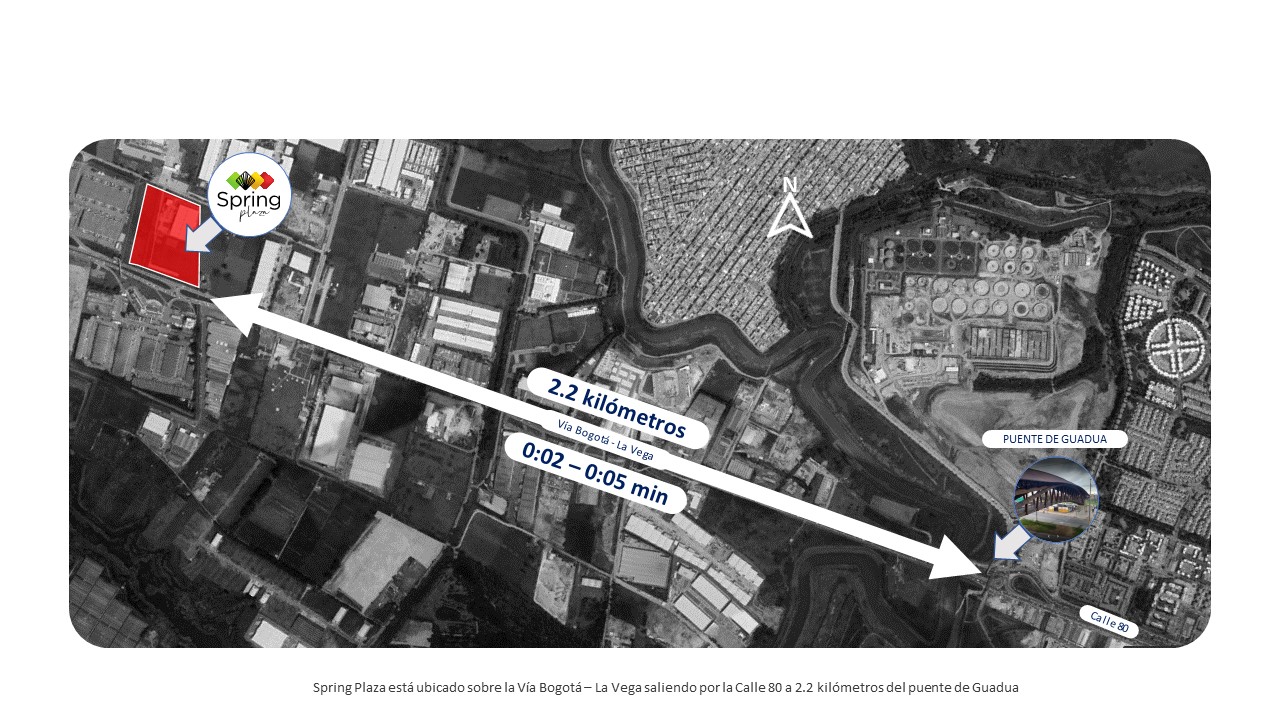 Spring
plaza
N
2.2 kilómetros
Vía Bogotá - La Vega
0:02 – 0:05 min
PUENTE DE GUADUA
Calle 80
Spring Plaza está ubicado sobre la Vía Bogotá – La Vega saliendo por la Calle 80 a 2.2 kilómetros del puente de Guadua